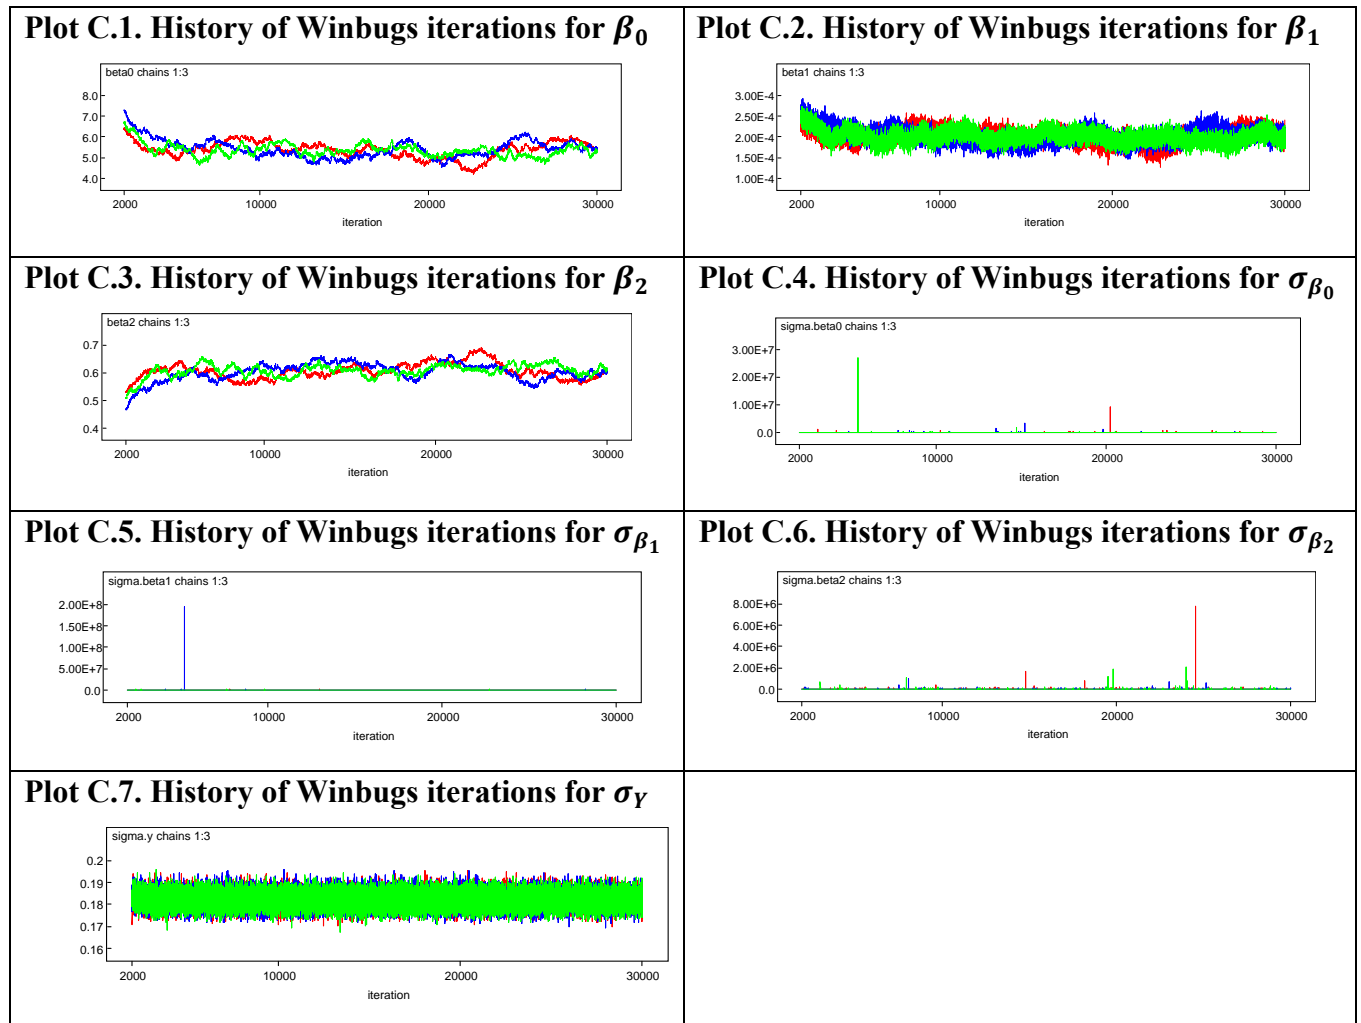 Plot C.1. History of Winbugs iterations for β₀
beta0 chains 1:3
8.0
7.0
6.0
5.0
4.0
2000 10000 20000 30000
iteration
Plot C.2. History of Winbugs iterations for β₁
beta1 chains 1:3
3.00E-4
2.50E-4
2.00E-4
1.50E-4
1.00E-4
2000 10000 20000 30000
iteration
Plot C.3. History of Winbugs iterations for β₂
beta2 chains 1:3
0.7
0.6
0.5
0.4
2000 10000 20000 30000
iteration
Plot C.4. History of Winbugs iterations for σ_β₀
sigma.beta0 chains 1:3
3.00E+7
2.00E+7
1.00E+7
0.0
2000 10000 20000 30000
iteration
Plot C.5. History of Winbugs iterations for σ_β₁
sigma.beta1 chains 1:3
2.00E+8
1.50E+8
1.00E+8
5.00E+7
0.0
2000 10000 20000 30000
iteration
Plot C.6. History of Winbugs iterations for σ_β₂
sigma.beta2 chains 1:3
8.00E+6
6.00E+6
4.00E+6
2.00E+6
0.0
2000 10000 20000 30000
iteration
Plot C.7. History of Winbugs iterations for σ_Y
sigma.y chains 1:3
0.2
0.19
0.18
0.17
0.16
2000 10000 20000 30000
iteration